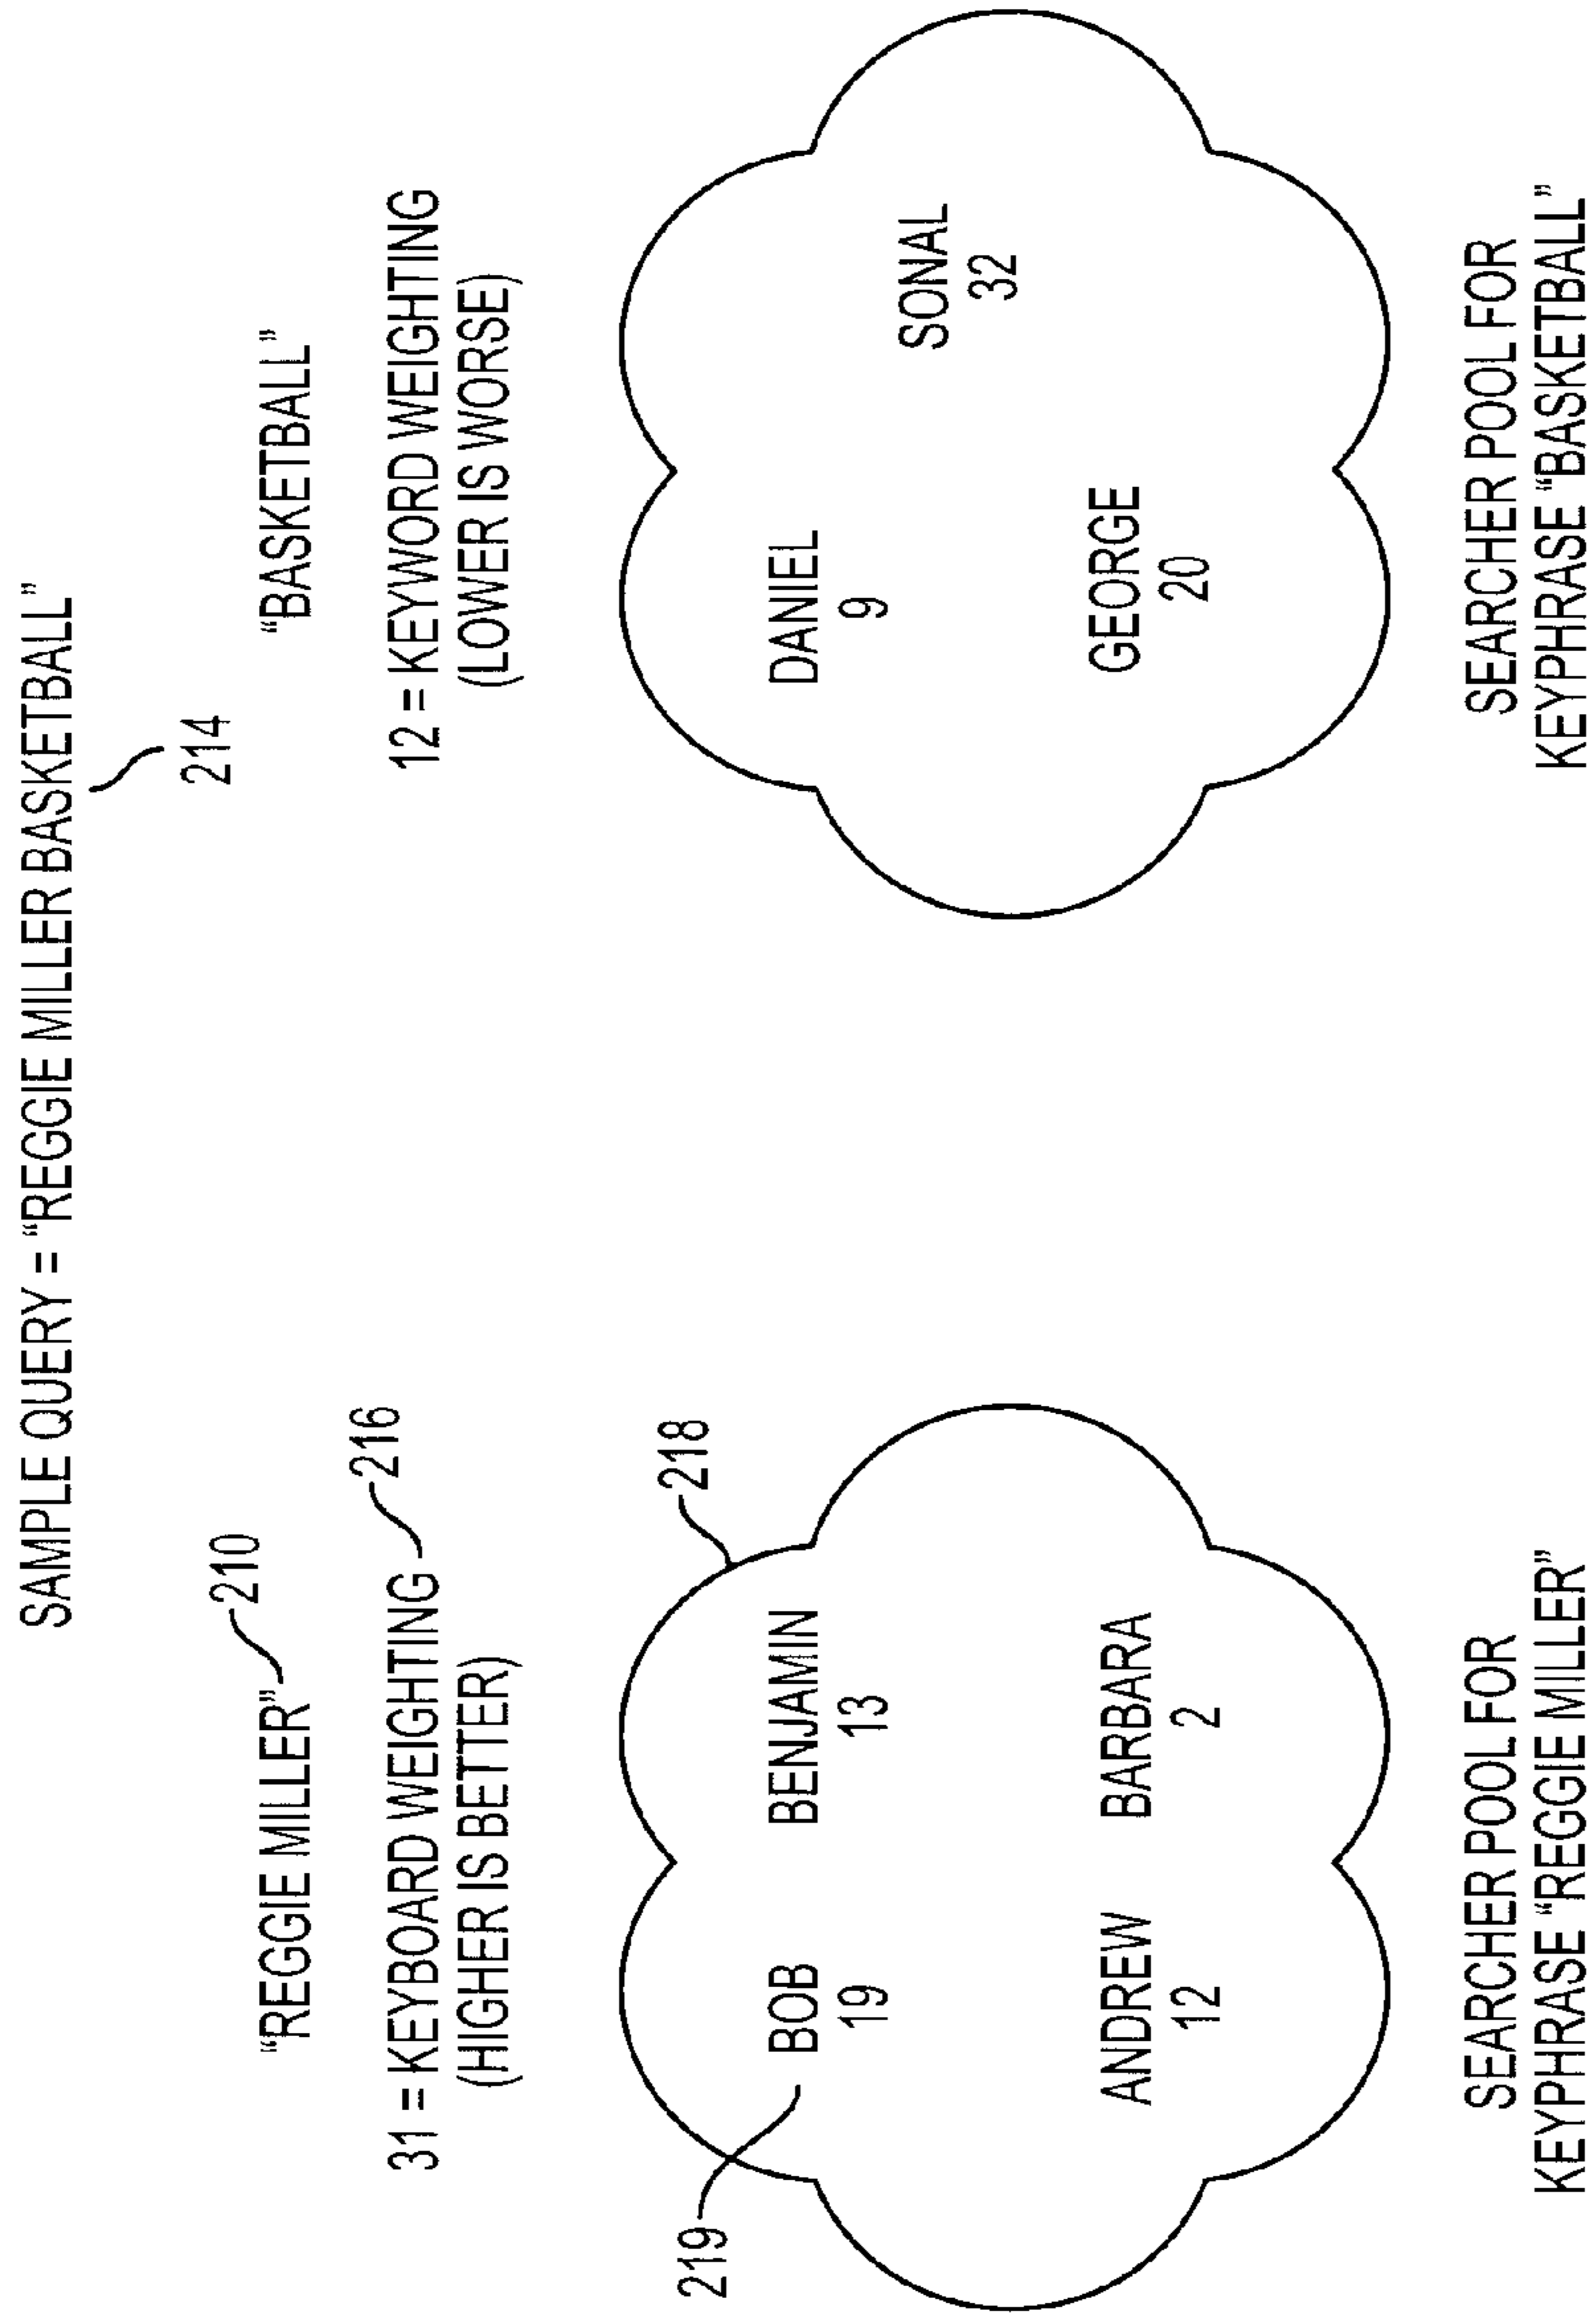 SAMPLE QUERY = “REGGIE MILLER BASKETBALL”
214
“REGGIE MILLER”
210
31 = KEYBOARD WEIGHTING
216
(HIGHER IS BETTER)
218
219
BOB
19
BENJAMIN
13
ANDREW
12
BARBARA
2
SEARCHER POOL FOR
KEYPHRASE “REGGIE MILLER”
“BASKETBALL”
12 = KEYWORD WEIGHTING
(LOWER IS WORSE)
DANIEL
9
SONAL
32
GEORGE
20
SEARCHER POOL FOR
KEYPHRASE “BASKETBALL”